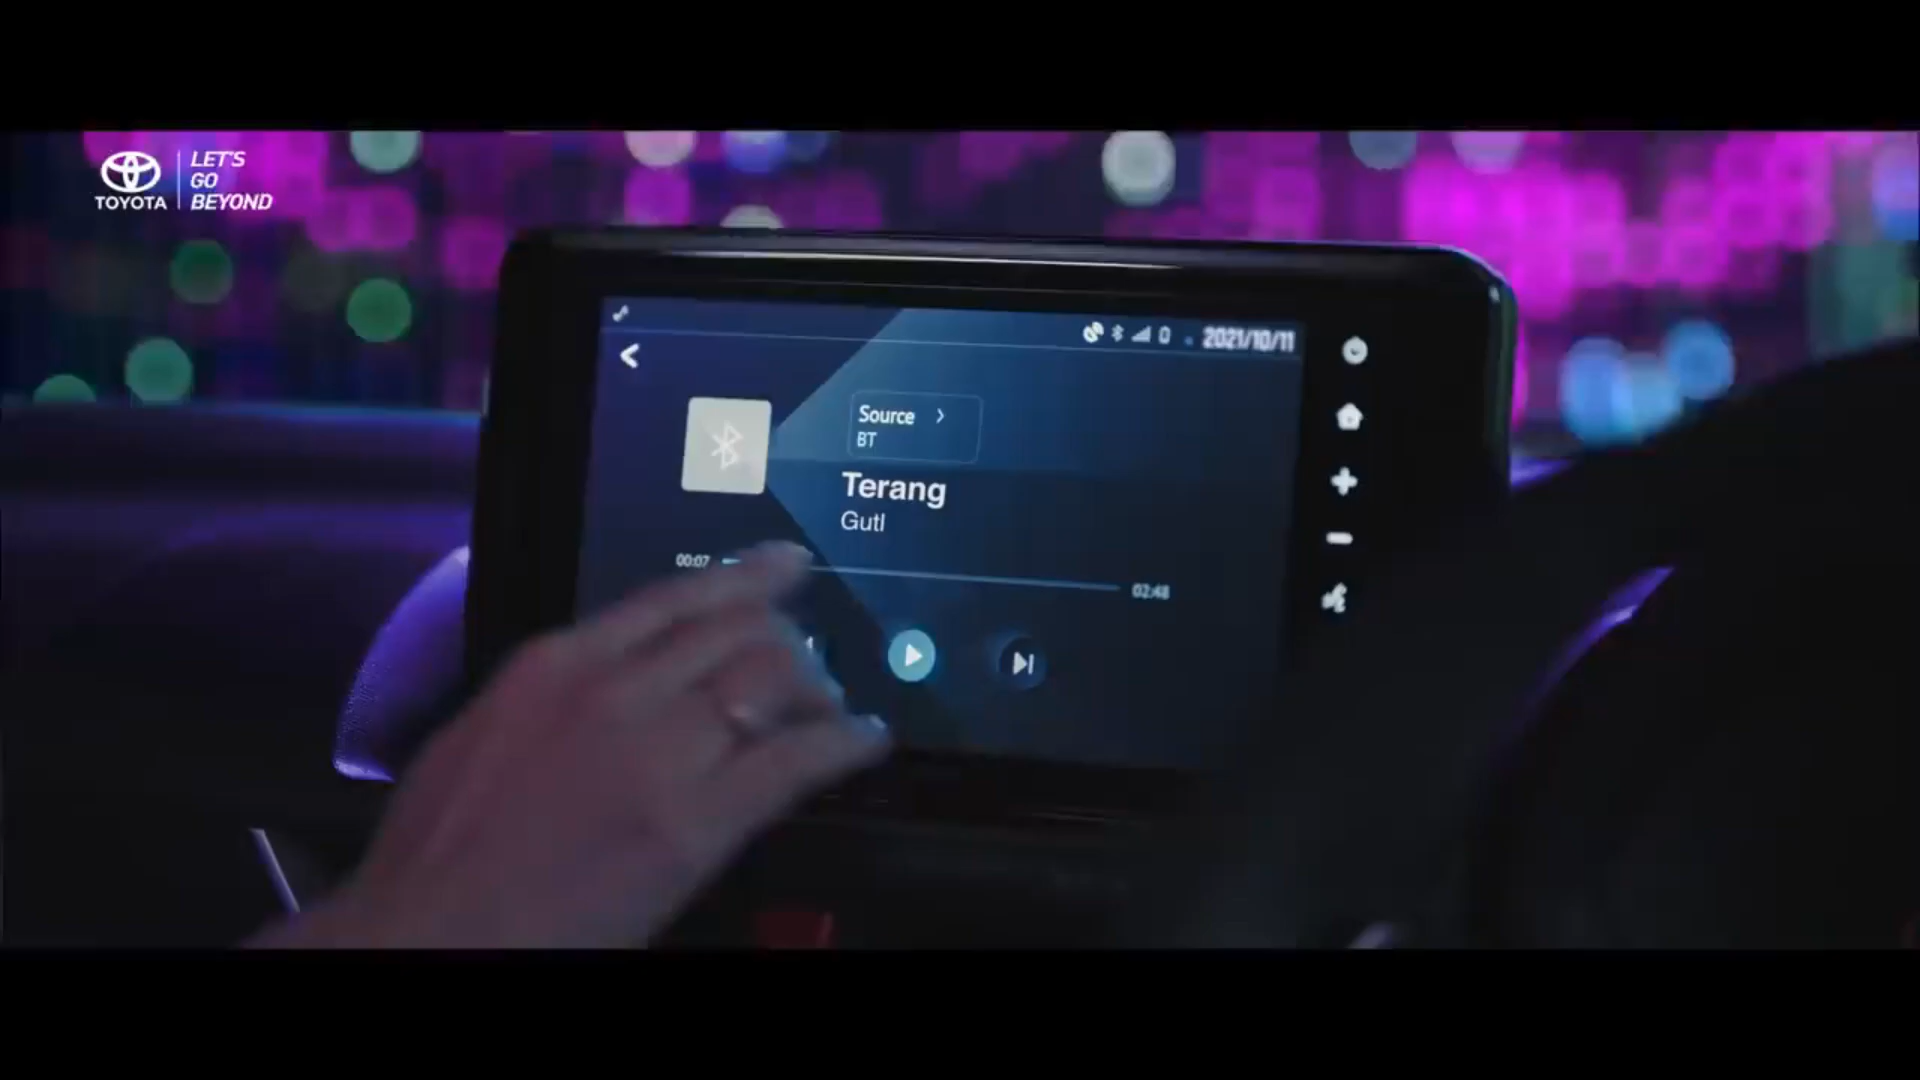 TOYOTA
LET'S
GO
BEYOND
2021/10/11
Source
BT
Terang
Gutl
00:07
02:48